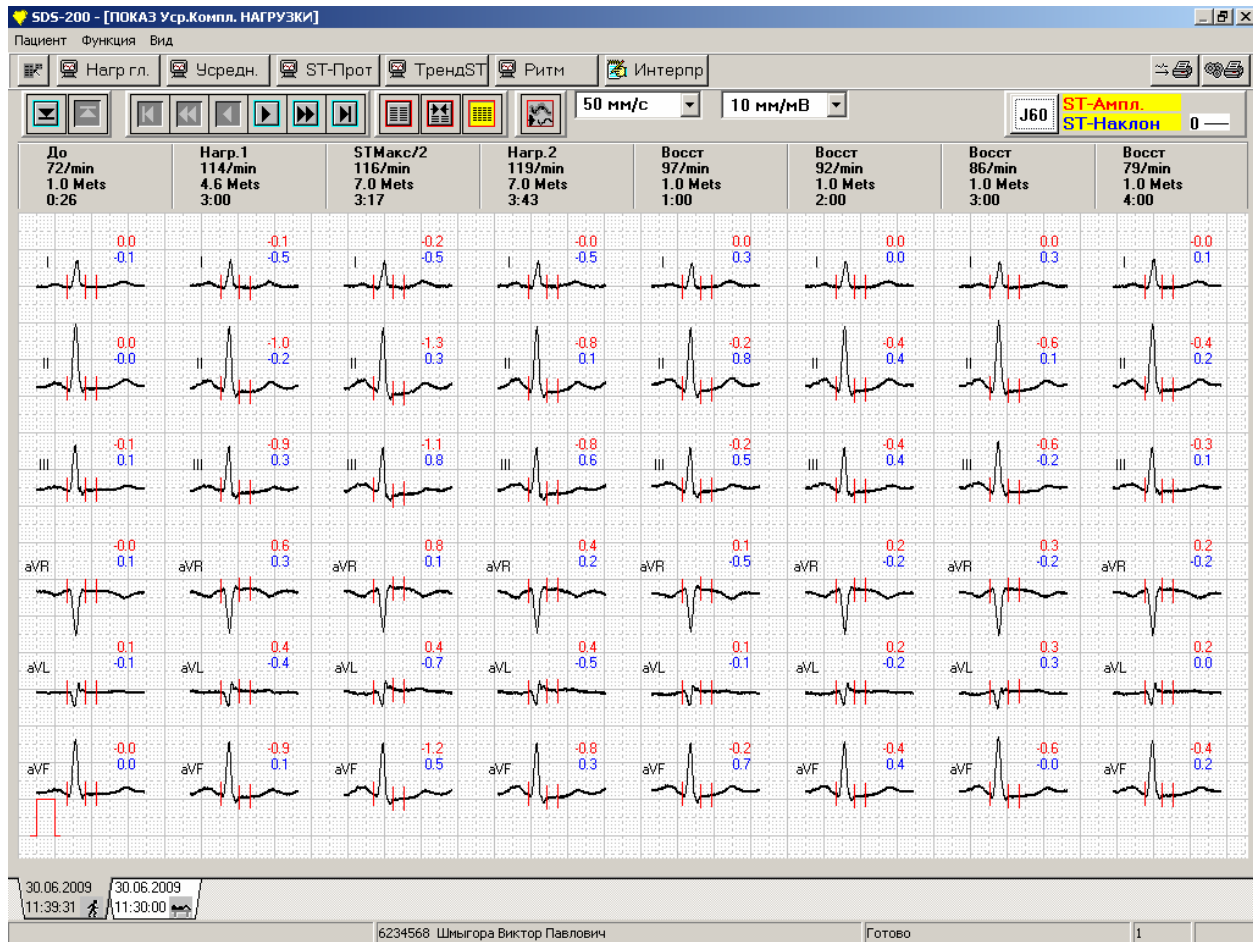 SDS-200 - [ПОКАЗ Уср.Компл. НАГРУЗКИ]
Пациент Функция Вид
Нагр гл. Усредн. ST-Прот ТрендST Ритм Интерпр
50 мм/с 10 мм/мВ J60 ST-Ампл.
ST-Наклон 0
До Нагр.1 STМакс/2 Нагр.2 Восст Восст Восст Восст
72/min 114/min 116/min 119/min 97/min 92/min 86/min 79/min
1.0 Mets 4.6 Mets 7.0 Mets 7.0 Mets 1.0 Mets 1.0 Mets 1.0 Mets 1.0 Mets
0:26 3:00 3:17 3:43 1:00 2:00 3:00 4:00
0.0 -0.1 -0.2 -0.0 0.0 0.0 0.0 -0.0
I -0.1 I -0.5 I -0.5 I -0.5 I 0.3 I 0.0 I 0.3 I 0.1
0.0 -1.0 -1.3 -0.8 -0.2 -0.4 -0.6 -0.4
II -0.0 II -0.2 II 0.3 II 0.1 II 0.8 II 0.4 II 0.1 II 0.2
-0.1 -0.9 -1.1 -0.8 -0.2 -0.4 -0.6 -0.3
III 0.1 III 0.3 III 0.8 III 0.6 III 0.5 III 0.4 III -0.2 III 0.1
-0.0 0.6 0.8 0.4 0.1 0.2 0.3 0.2
aVR 0.1 aVR 0.3 aVR 0.1 aVR 0.2 aVR -0.5 aVR -0.2 aVR -0.2 aVR -0.2
0.1 0.4 0.4 0.4 0.1 0.2 0.3 0.2
aVL -0.1 aVL -0.4 aVL -0.7 aVL -0.5 aVL -0.1 aVL -0.2 aVL 0.3 aVL 0.0
-0.0 -0.9 -1.2 -0.8 -0.2 -0.4 -0.6 -0.4
aVF 0.0 aVF 0.1 aVF 0.5 aVF 0.3 aVF 0.7 aVF 0.4 aVF -0.0 aVF 0.2
30.06.2009 30.06.2009
11:39:31 11:30:00
6234568 Шмыгора Виктор Павлович Готово 1